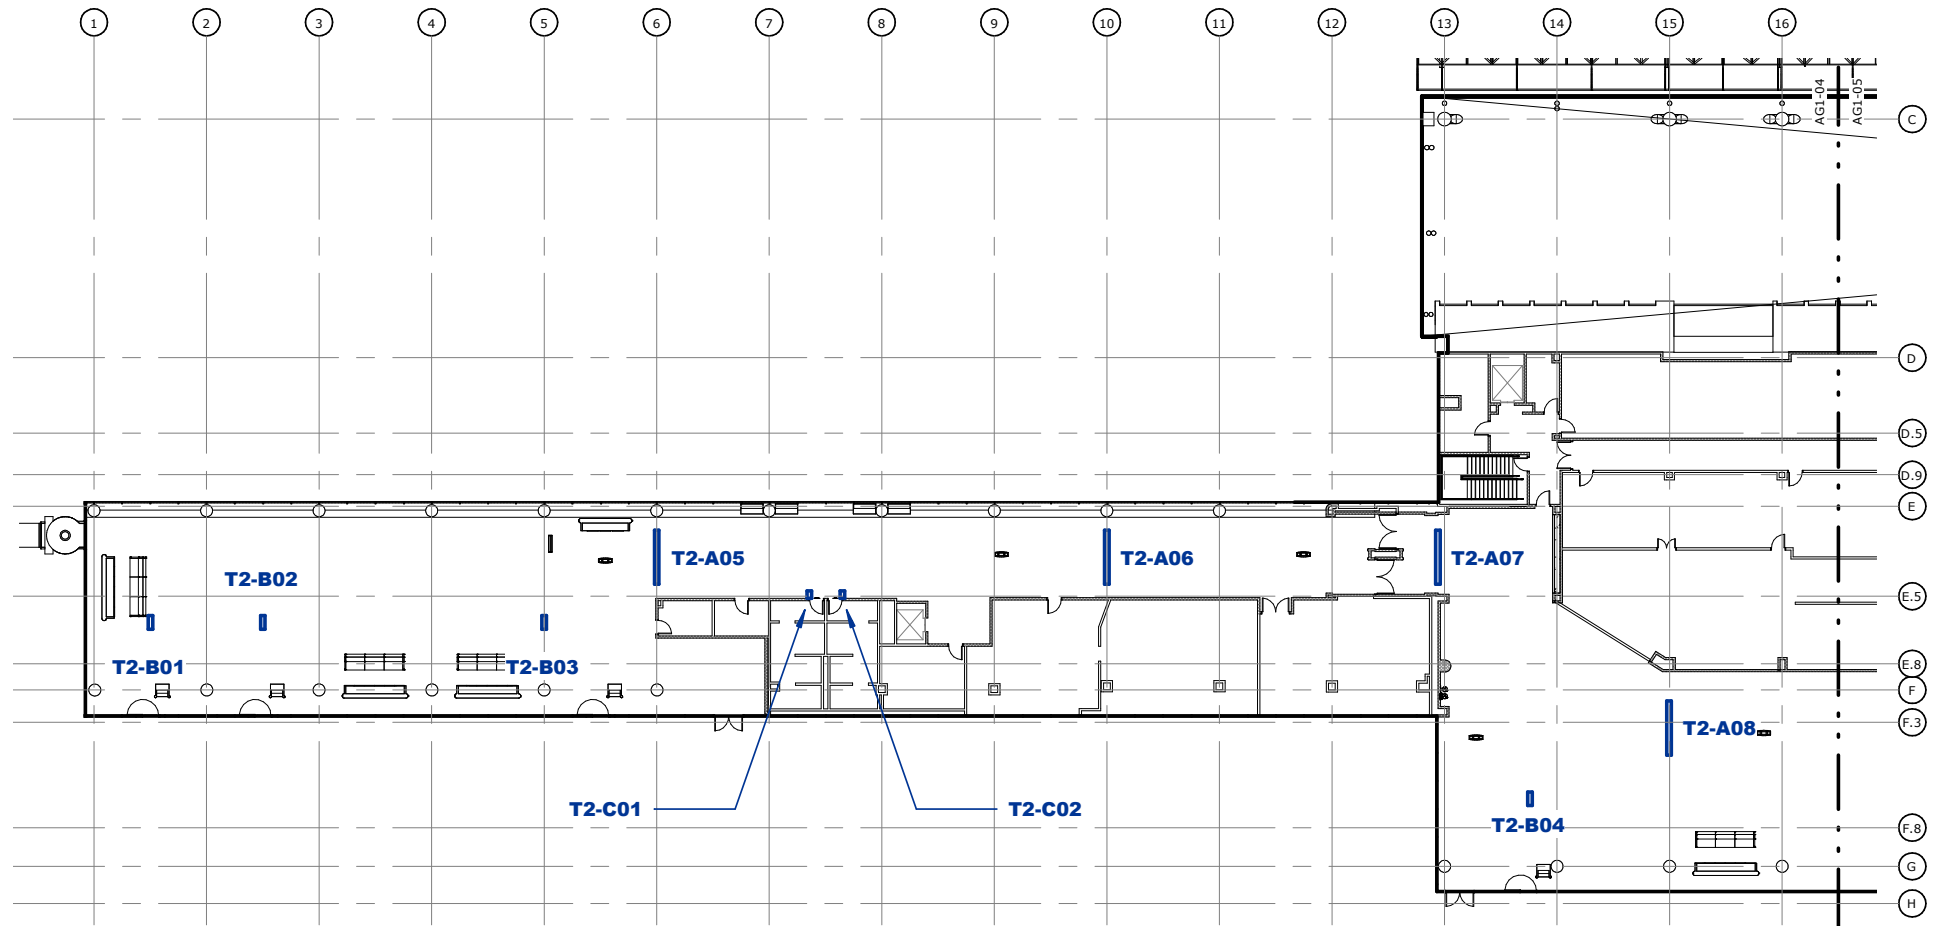 1 2 3 4 5 6 7 8 9 10 11 12 13 14 15 16
AG1-04
AG1-05
C
D
D.5
D.9
E
T2-A05
T2-A06
T2-A07
T2-B02
E.5
T2-B01
T2-B03
E.8
F
F.3
T2-A08
T2-C01
T2-C02
T2-B04
F.8
G
H